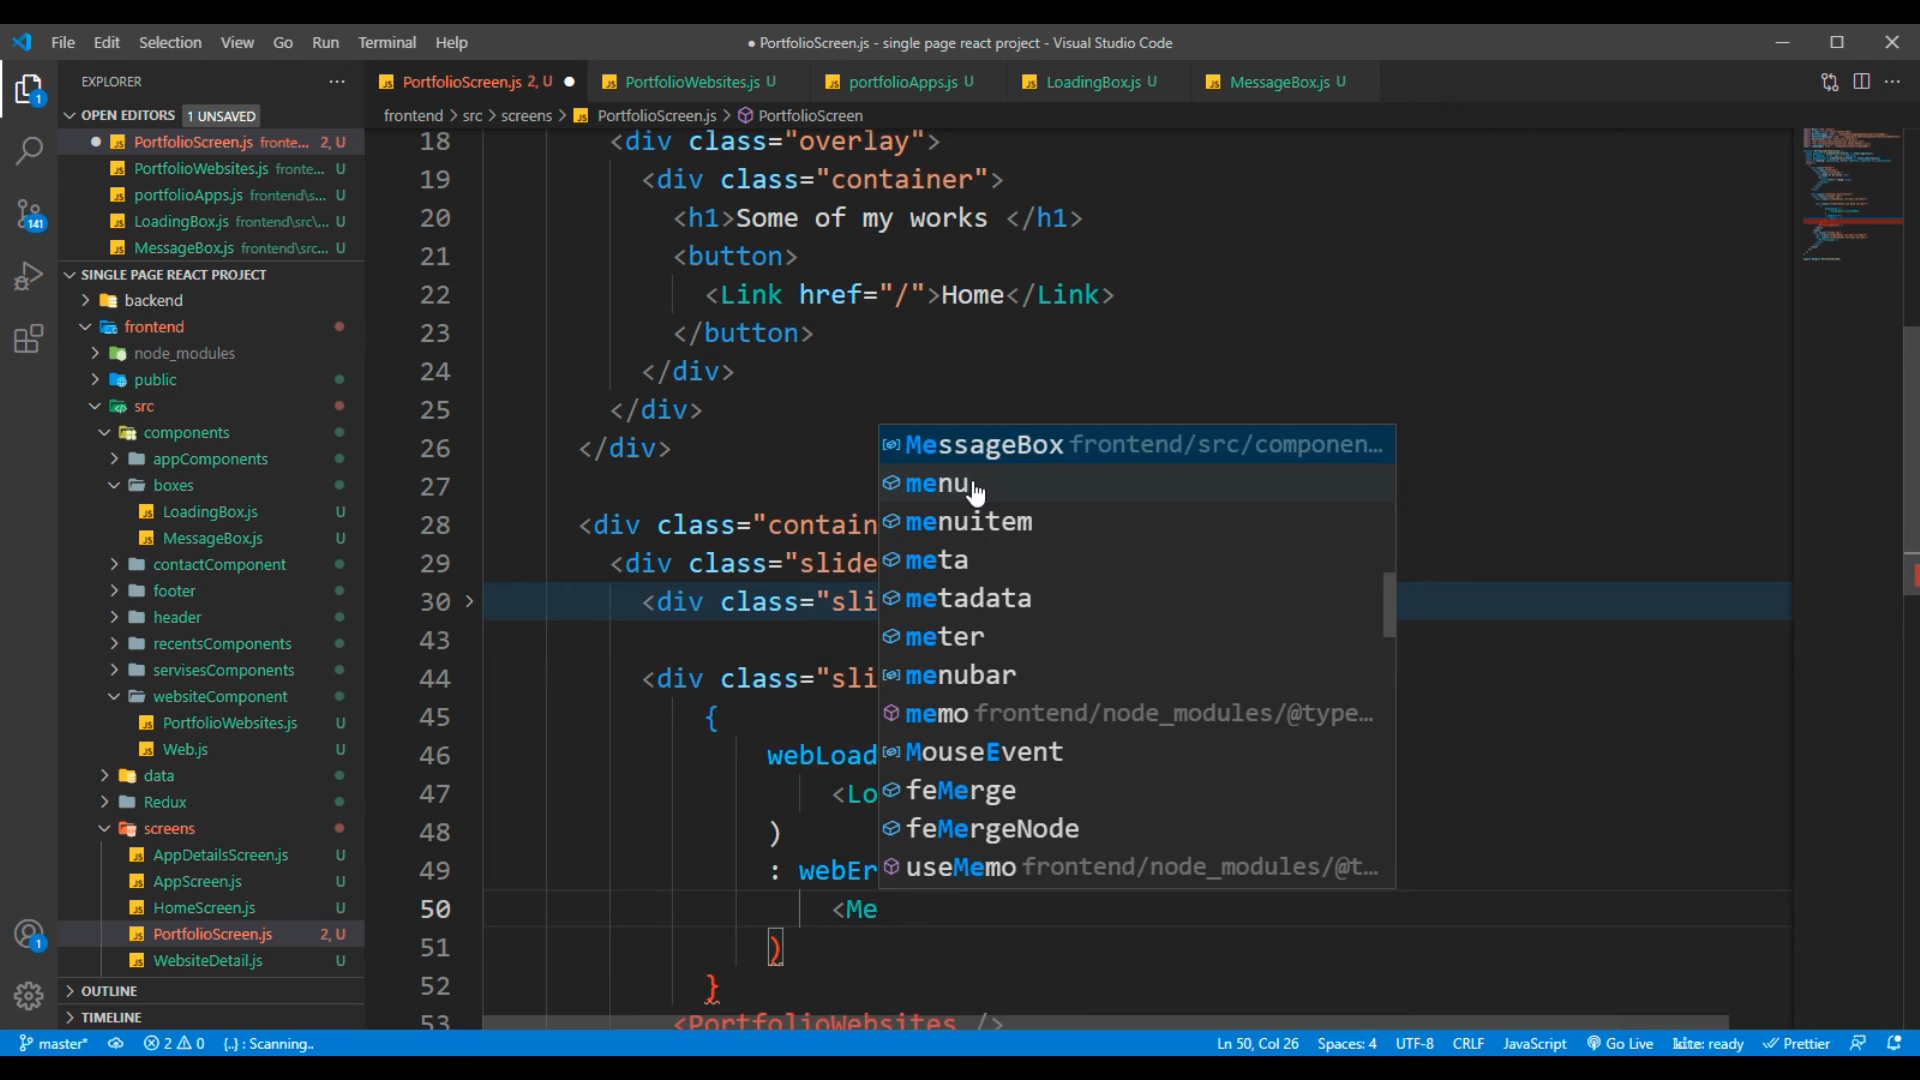 File Edit Selection View Go Run Terminal Help
● PortfolioScreen.js - single page react project - Visual Studio Code
EXPLORER
PortfolioScreen.js 2, U
PortfolioWebsites.js U
portfolioApps.js U
LoadingBox.js U
MessageBox.js U
OPEN EDITORS 1 UNSAVED
frontend > src > screens > PortfolioScreen.js > PortfolioScreen
PortfolioScreen.js fronte... 2, U
PortfolioWebsites.js fronte... U
portfolioApps.js frontend\s... U
LoadingBox.js frontend\src\... U
MessageBox.js frontend\src... U
SINGLE PAGE REACT PROJECT
backend
frontend
node_modules
public
src
components
appComponents
boxes
LoadingBox.js U
MessageBox.js U
contactComponent
footer
header
recentsComponents
servisesComponents
websiteComponent
PortfolioWebsites.js U
Web.js U
data
Redux
screens
AppDetailsScreen.js U
AppScreen.js U
HomeScreen.js U
PortfolioScreen.js 2, U
WebsiteDetail.js U
OUTLINE
TIMELINE
1
141
1
18 <div class="overlay">
19 <div class="container">
20 <h1>Some of my works </h1>
21 <button>
22 <Link href="/">Home</Link>
23 </button>
24 </div>
25 </div>
26 </div>
27
28 <div class="contain
29 <div class="slide
30 <div class="sli
43
44 <div class="sli
45 {
46 webLoad
47 <Lo
48 )
49 : webEr
50 <Me
51 )
52 }
53 <PortfolioWebsites />
MessageBox frontend/src/componen...
menu
menuitem
meta
metadata
meter
menubar
memo frontend/node_modules/@type...
MouseEvent
feMerge
feMergeNode
useMemo frontend/node_modules/@t...
master* 2 0 {..} : Scanning..
Ln 50, Col 26 Spaces: 4 UTF-8 CRLF JavaScript Go Live kite: ready Prettier